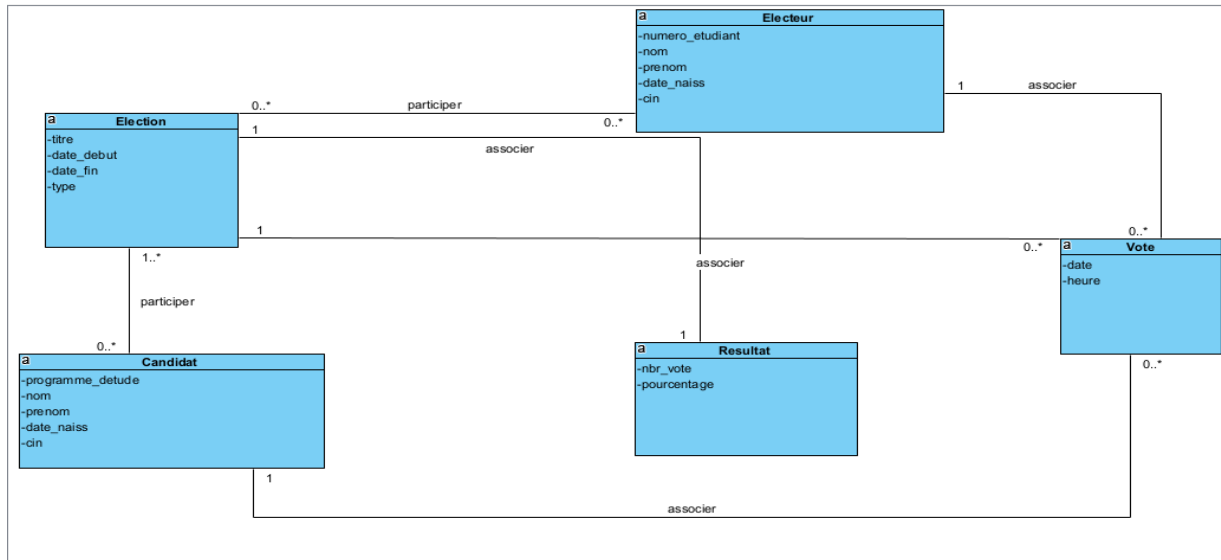 a
Electeur
-numero_etudiant
-nom
-prenom
-date_naiss
-cin
1
associer
0..*
participer
0..*
a
Election
-titre
-date_debut
-date_fin
-type
1
associer
1
0..*
0..*
a
Vote
-date
-heure
1..*
associer
participer
0..*
1
a
Candidat
-programme_detude
-nom
-prenom
-date_naiss
-cin
a
Resultat
-nbr_vote
-pourcentage
0..*
1
associer